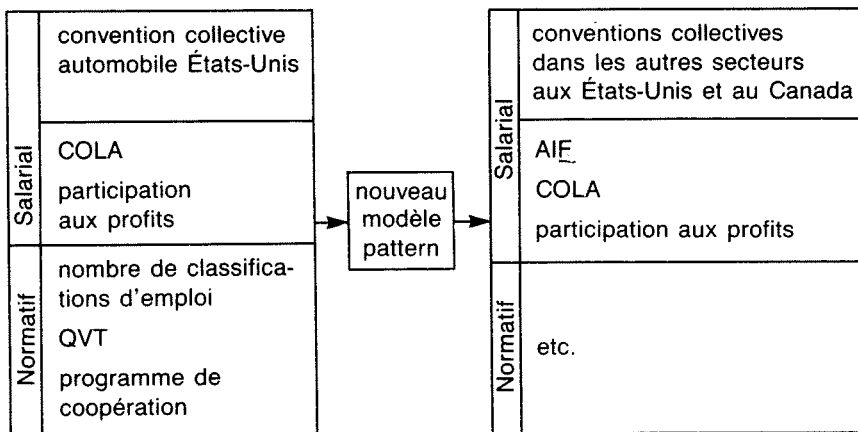 Salarial
convention collective
automobile États-Unis
COLA
participation
aux profits
Normatif
nombre de classifica-
tions d'emploi
QVT
programme de
coopération
nouveau
modèle
pattern
Salarial
conventions collectives
dans les autres secteurs
aux États-Unis et au Canada
AIF
COLA
participation aux profits
Normatif
etc.